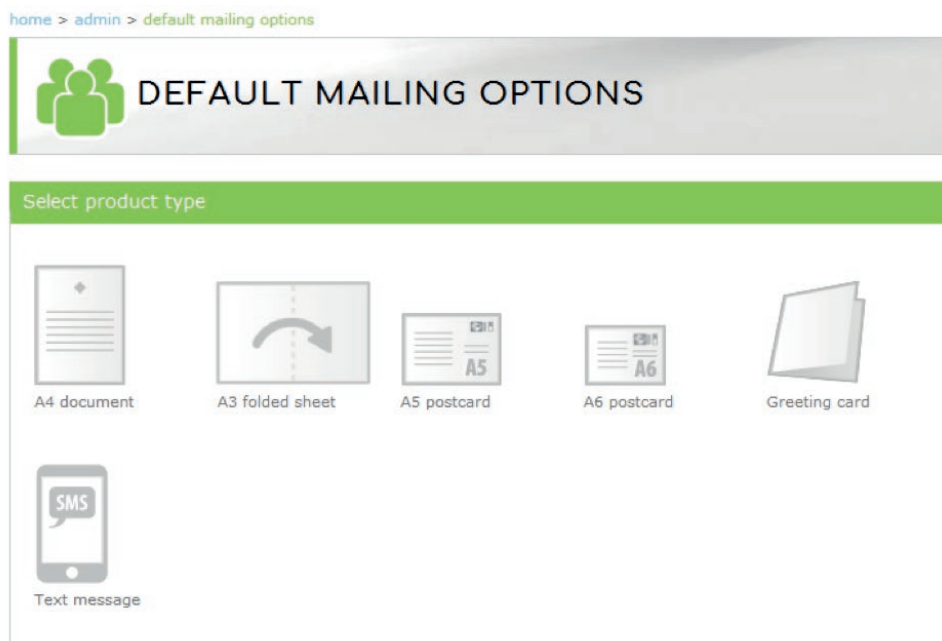 home > admin > default mailing options
DEFAULT MAILING OPTIONS
Select product type
A5
A6
A4 document
A3 folded sheet
A5 postcard
A6 postcard
Greeting card
SMS
Text message